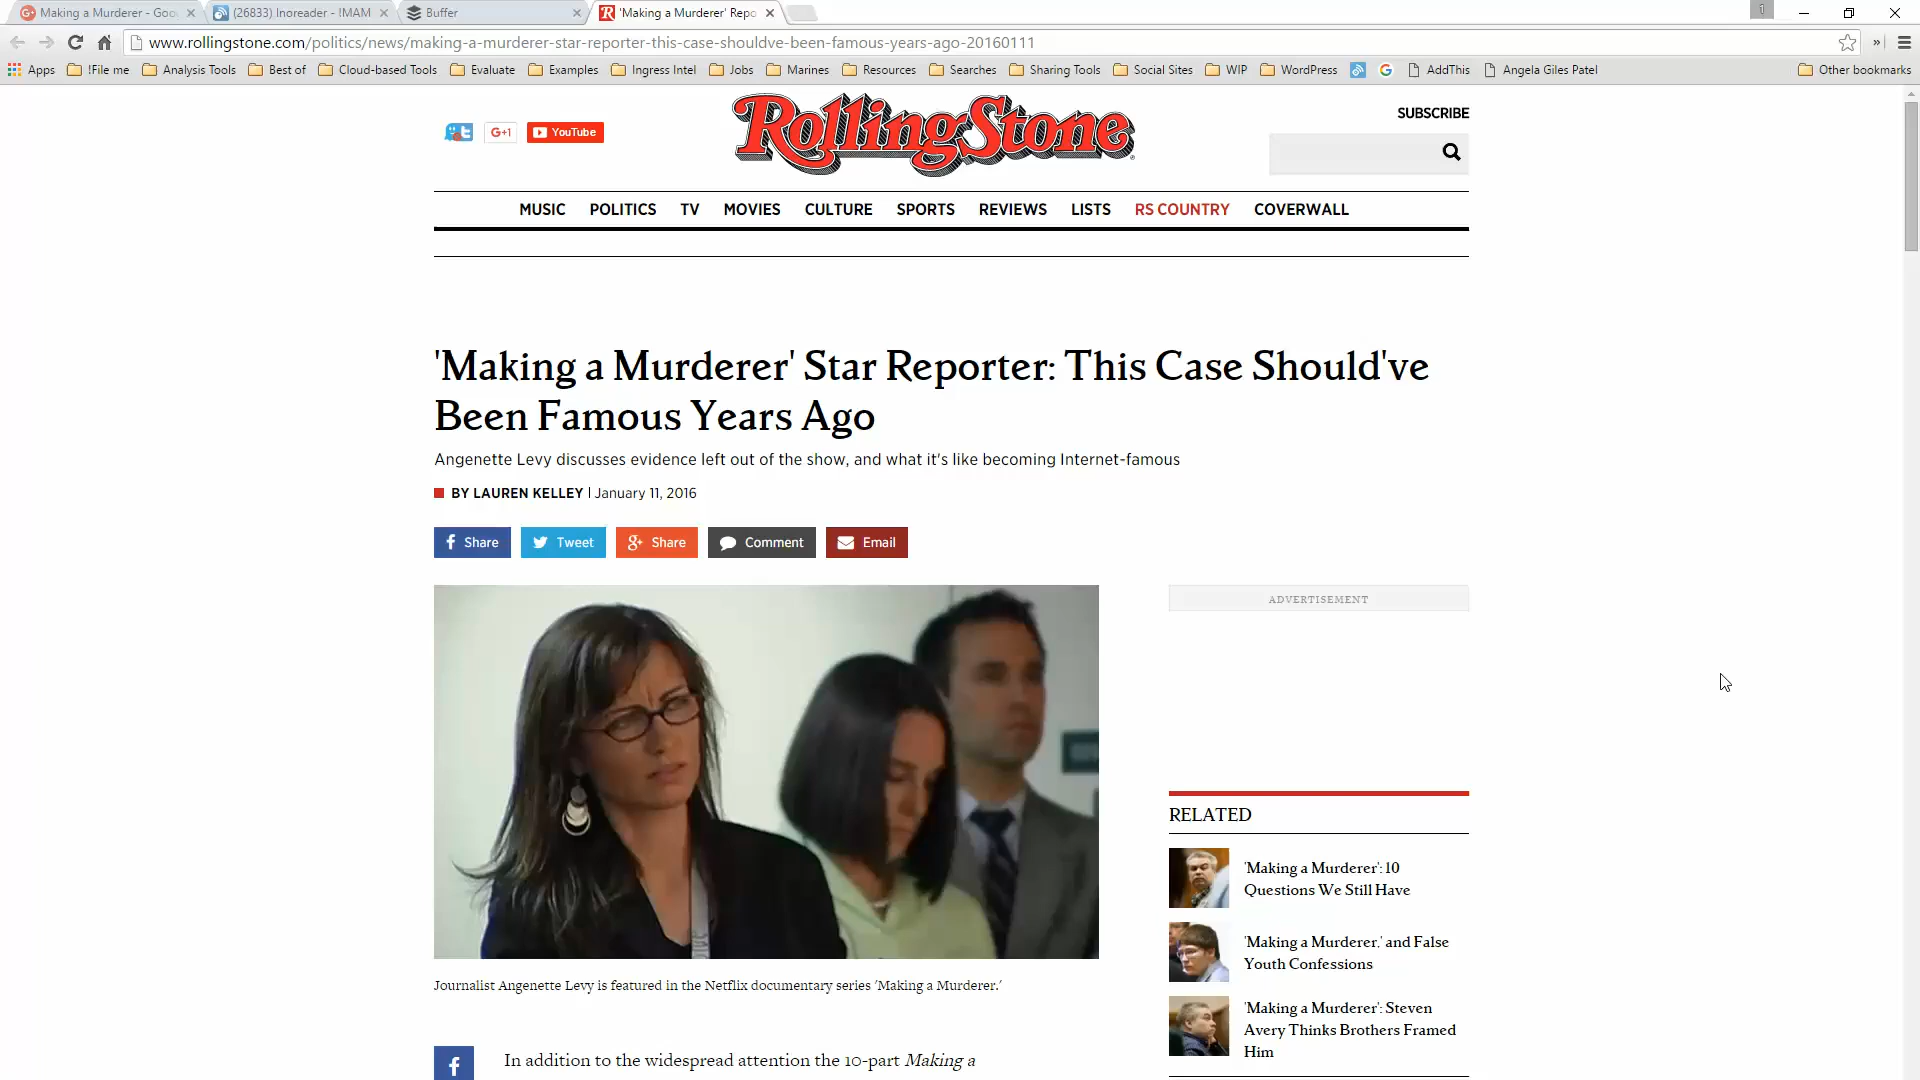 Making a Murderer - Goo
(26833) Inoreader - !MAM
Buffer
'Making a Murderer' Repo
1
www.rollingstone.com/politics/news/making-a-murderer-star-reporter-this-case-shouldve-been-famous-years-ago-20160111
Apps !File me Analysis Tools Best of Cloud-based Tools Evaluate Examples Ingress Intel Jobs Marines Resources Searches Sharing Tools Social Sites WIP WordPress AddThis Angela Giles Patel Other bookmarks
G+1 YouTube
RollingStone
SUBSCRIBE
MUSIC POLITICS TV MOVIES CULTURE SPORTS REVIEWS LISTS RS COUNTRY COVERWALL
'Making a Murderer' Star Reporter: This Case Should've
Been Famous Years Ago
Angenette Levy discusses evidence left out of the show, and what it's like becoming Internet-famous
BY LAUREN KELLEY | January 11, 2016
Share Tweet Share Comment Email
ADVERTISEMENT
Journalist Angenette Levy is featured in the Netflix documentary series 'Making a Murderer.'
In addition to the widespread attention the 10-part Making a
RELATED
'Making a Murderer': 10
Questions We Still Have
'Making a Murderer,' and False
Youth Confessions
'Making a Murderer': Steven
Avery Thinks Brothers Framed
Him